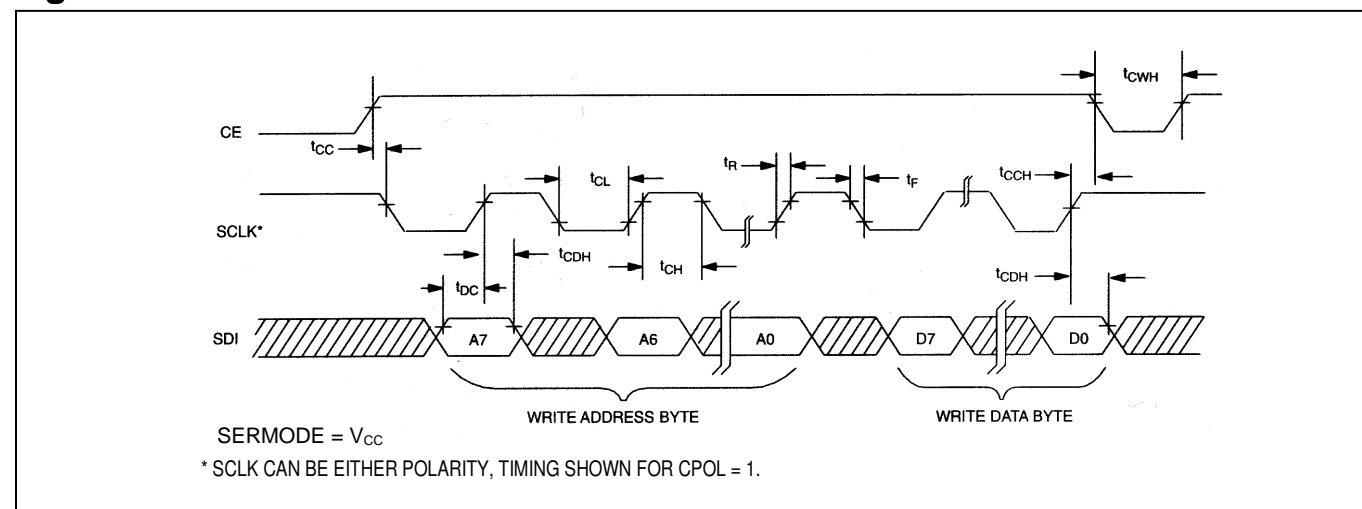 tCWH
CE
tCC
tCL
tR
tF
tCCH
SCLK*
tCDH
tCH
tCDH
tDC
SDI
A7
A6
A0
D7
D0
WRITE ADDRESS BYTE
WRITE DATA BYTE
SERMODE = VCC
* SCLK CAN BE EITHER POLARITY, TIMING SHOWN FOR CPOL = 1.